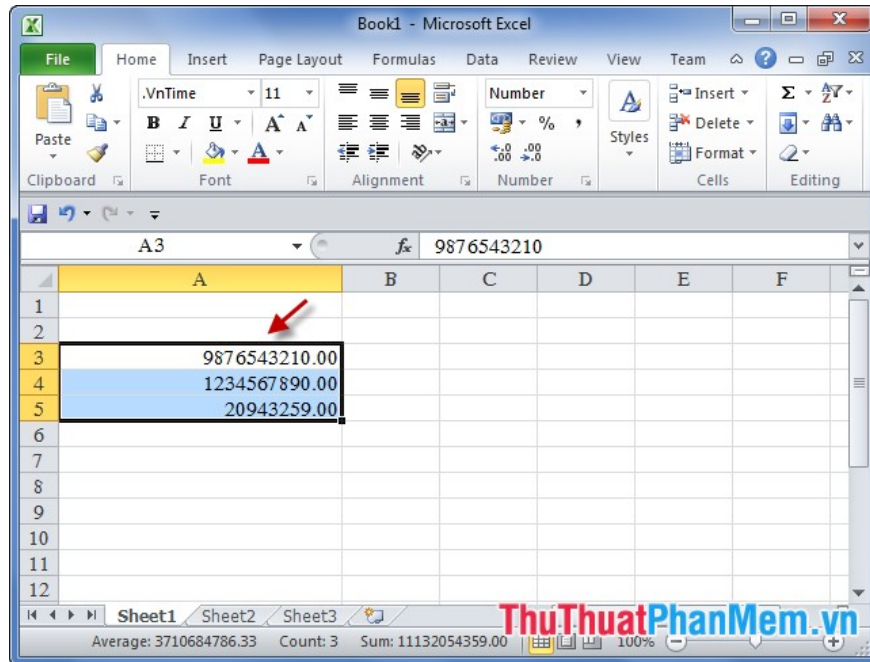 Book1 - Microsoft Excel
File Home Insert Page Layout Formulas Data Review View Team
.VnTime 11 Number Insert Σ
Paste B I U A A % , Styles Delete
A Format
Clipboard Font Alignment Number Cells Editing
A3 fx 9876543210
A B C D E F
1
2
3 9876543210.00
4 1234567890.00
5 20943259.00
6
7
8
9
10
11
12
Sheet1 Sheet2 Sheet3
ThuThuatPhanMem.vn
Average: 3710684786.33 Count: 3 Sum: 11132054359.00 100%